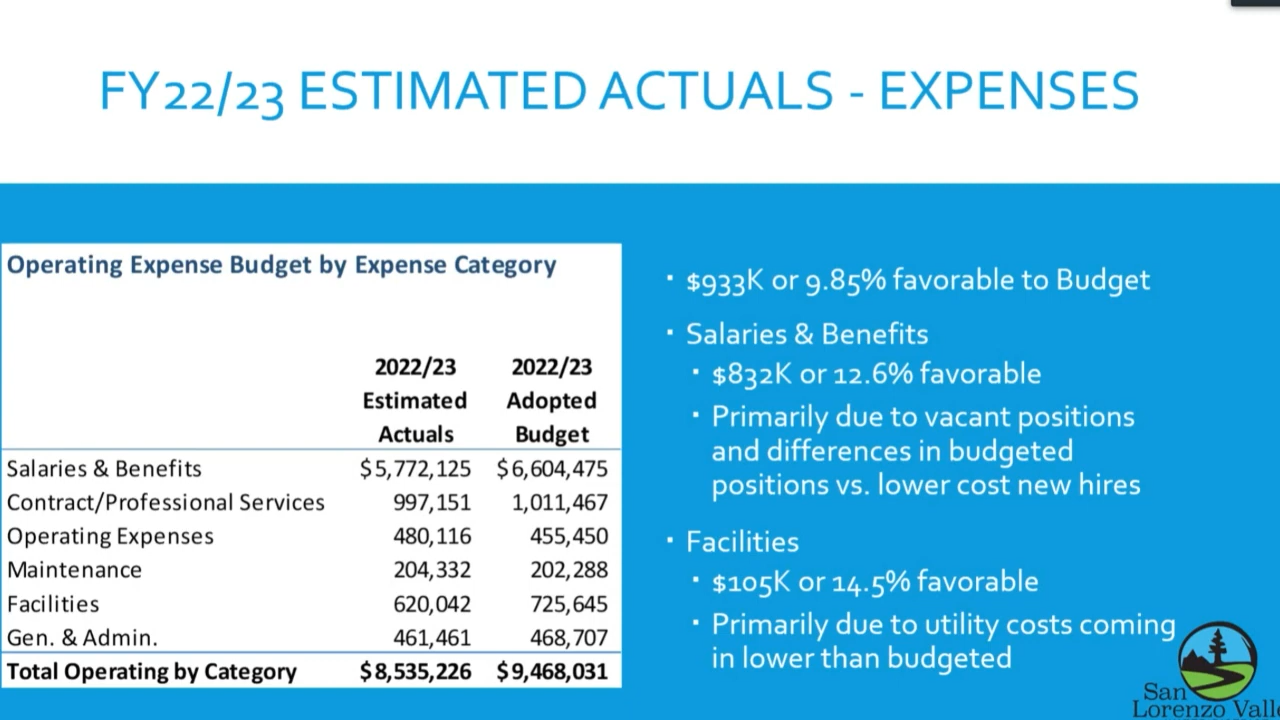 FY22/23 ESTIMATED ACTUALS - EXPENSES
Operating Expense Budget by Expense Category
2022/23 2022/23
Estimated Adopted
Actuals Budget
Salaries & Benefits $5,772,125 $6,604,475
Contract/Professional Services 997,151 1,011,467
Operating Expenses 480,116 455,450
Maintenance 204,332 202,288
Facilities 620,042 725,645
Gen. & Admin. 461,461 468,707
Total Operating by Category $8,535,226 $9,468,031
▪ $933K or 9.85% favorable to Budget
▪ Salaries & Benefits
▪ $832K or 12.6% favorable
▪ Primarily due to vacant positions
and differences in budgeted
positions vs. lower cost new hires
▪ Facilities
▪ $105K or 14.5% favorable
▪ Primarily due to utility costs coming
in lower than budgeted
San
Lorenzo Valle